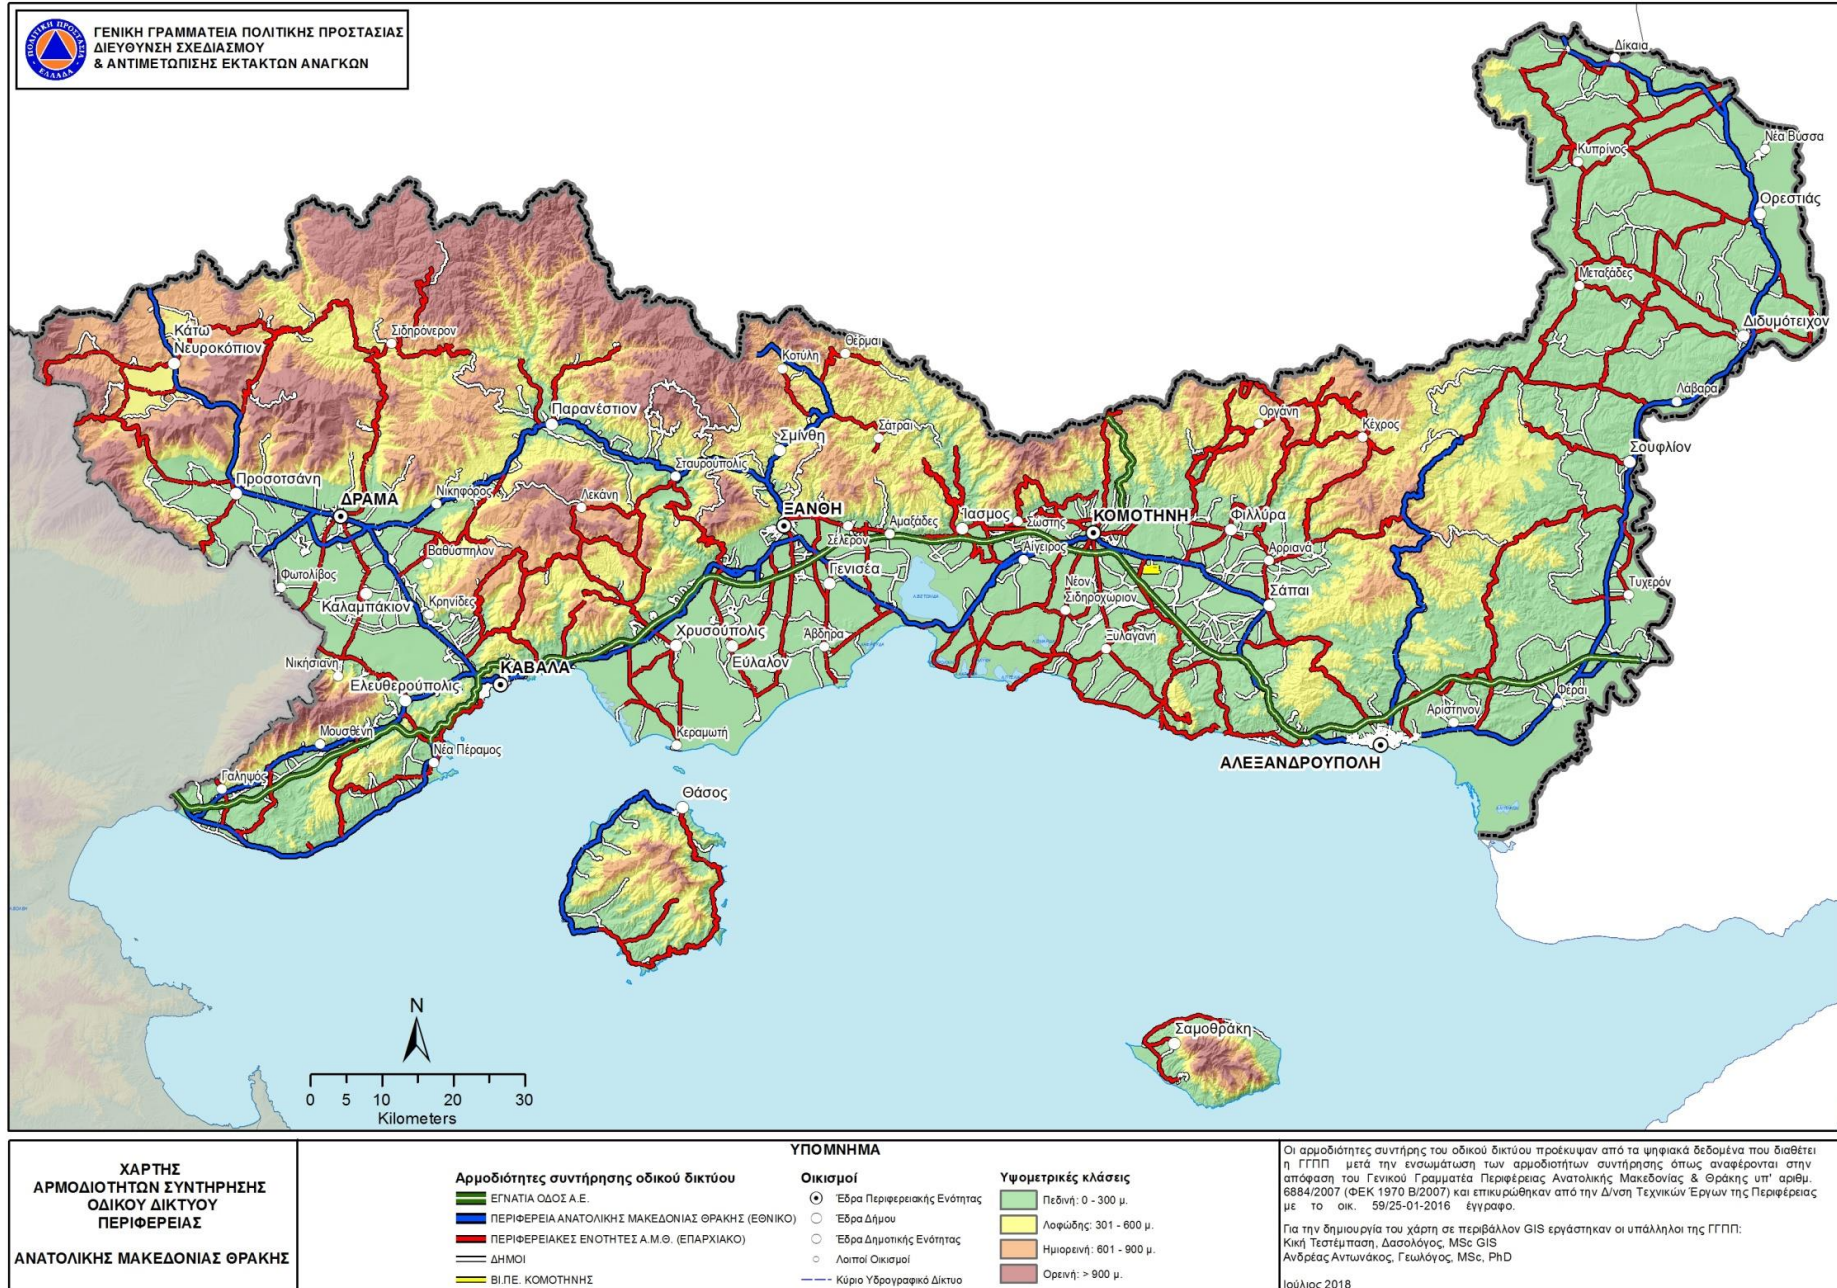 ΓΕΝΙΚΗ ΓΡΑΜΜΑΤΕΙΑ ΠΟΛΙΤΙΚΗΣ ΠΡΟΣΤΑΣΙΑΣ
ΔΙΕΥΘΥΝΣΗ ΣΧΕΔΙΑΣΜΟΥ
& ΑΝΤΙΜΕΤΩΠΙΣΗΣ ΕΚΤΑΚΤΩΝ ΑΝΑΓΚΩΝ
ΠΟΛΙΤΙΚΗ ΠΡΟΣΤΑΣΙΑ
ΕΛΛΑΔΑ
Δίκαια
Νέα Βύσσα
Κυπρίνος
Ορεστιάς
Μεταξάδες
Διδυμότειχον
Λάβαρα
Σουφλίον
Τυχερόν
Φέραι
Αρίστηνον
ΑΛΕΞΑΝΔΡΟΥΠΟΛΗ
Κάτω
Νευροκόπιον
Σιδηρόνερον
Παρανέστιον
Κοτύλη
Θέρμαι
Σμίνθη
Σάτραι
Σταυρούπολις
Οργάνη
Κέχρος
Προσοτσάνη
ΔΡΑΜΑ
Νικηφόρος
Λεκάνη
ΞΑΝΘΗ
Σέλερον
Αμαξάδες
Ίασμος
Σώστης
ΚΟΜΟΤΗΝΗ
Φιλλύρα
Αίγειρος
Αρριανά
Βαθύσπηλον
Φωτολίβος
Καλαμπάκιον
Κρηνίδες
Γενισέα
Νέον
Σιδηροχωριον
Σάπαι
Χρυσούπολις
Εύλαλον
Άβδηρα
Ξυλαγανή
Νικήσιανη
ΚΑΒΑΛΑ
Ελευθερούπολις
Μουσθένη
Νέα Πέραμος
Κεραμωτή
Γαληψός
Θάσος
Σαμοθράκη
N
0 5 10 20 30
Kilometers
ΧΑΡΤΗΣ
ΑΡΜΟΔΙΟΤΗΤΩΝ ΣΥΝΤΗΡΗΣΗΣ
ΟΔΙΚΟΥ ΔΙΚΤΥΟΥ
ΠΕΡΙΦΕΡΕΙΑΣ
ΑΝΑΤΟΛΙΚΗΣ ΜΑΚΕΔΟΝΙΑΣ ΘΡΑΚΗΣ
ΥΠΟΜΝΗΜΑ
Αρμοδιότητες συντήρησης οδικού δικτύου
ΕΓΝΑΤΙΑ ΟΔΟΣ Α.Ε.
ΠΕΡΙΦΕΡΕΙΑ ΑΝΑΤΟΛΙΚΗΣ ΜΑΚΕΔΟΝΙΑΣ ΘΡΑΚΗΣ (ΕΘΝΙΚΟ)
ΠΕΡΙΦΕΡΕΙΑΚΕΣ ΕΝΟΤΗΤΕΣ Α.Μ.Θ. (ΕΠΑΡΧΙΑΚΟ)
ΔΗΜΟΙ
ΒΙ.ΠΕ. ΚΟΜΟΤΗΝΗΣ
Οικισμοί
Έδρα Περιφερειακής Ενότητας
Έδρα Δήμου
Έδρα Δημοτικής Ενότητας
Λοιποί Οικισμοί
Κύριο Υδρογραφικό Δίκτυο
Υψομετρικές κλάσεις
Πεδινή: 0 - 300 μ.
Λοφώδης: 301 - 600 μ.
Ημιορεινή: 601 - 900 μ.
Ορεινή: > 900 μ.
Οι αρμοδιότητες συντήρης του οδικού δικτύου προέκυψαν από τα ψηφιακά δεδομένα που διαθέτει
η ΓΓΠΠ μετά την ενσωμάτωση των αρμοδιοτήτων συντήρησης όπως αναφέρονται στην
απόφαση του Γενικού Γραμματέα Περιφέρειας Ανατολικής Μακεδονίας & Θράκης υπ' αριθμ.
6884/2007 (ΦΕΚ 1970 Β/2007) και επικυρώθηκαν από την Δ/νση Τεχνικών Έργων της Περιφέρειας
με το οικ. 59/25-01-2016 έγγραφο.
Για την δημιουργία του χάρτη σε περιβάλλον GIS εργάστηκαν οι υπάλληλοι της ΓΓΠΠ:
Κική Τεστέμπαση, Δασολόγος, MSc GIS
Ανδρέας Αντωνάκος, Γεωλόγος, MSc, PhD
Ιούλιος 2018